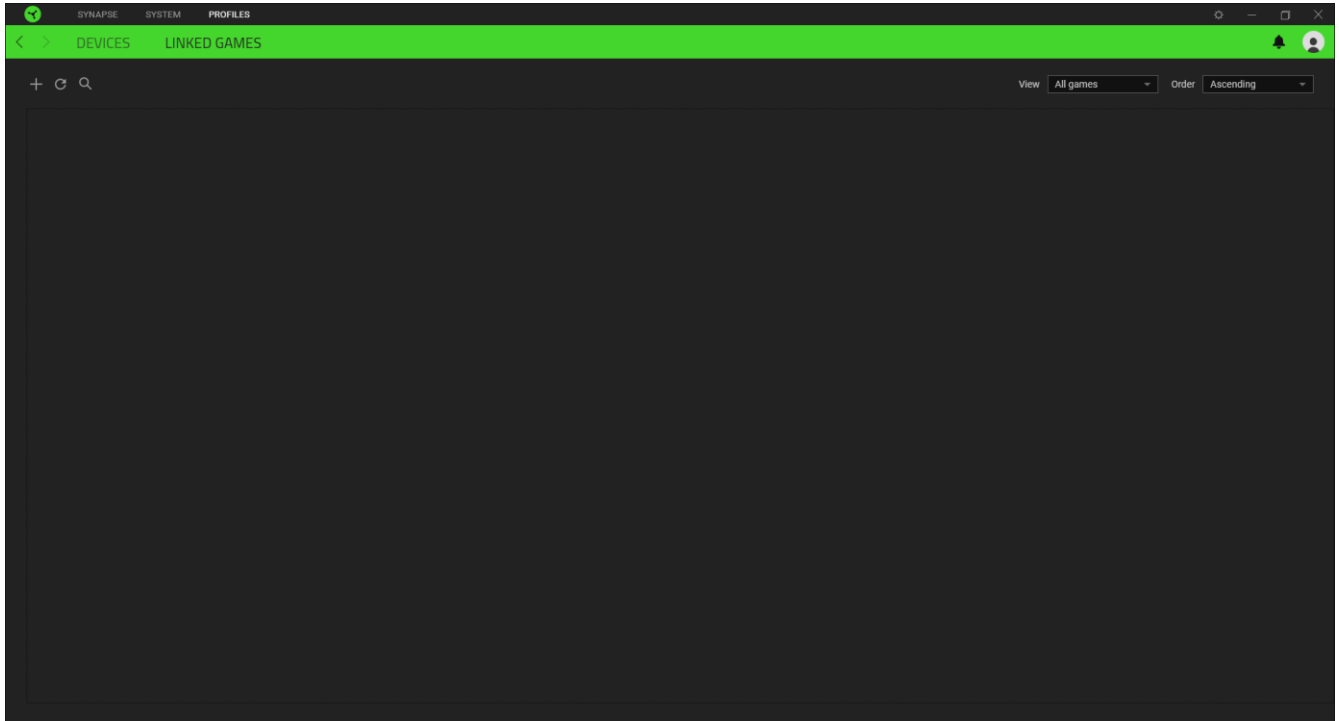 SYNAPSE SYSTEM PROFILES
DEVICES LINKED GAMES
View All games Order Ascending